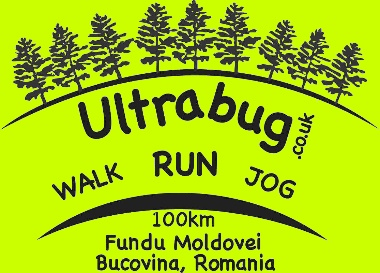 Ultrabug.co.uk
WALK RUN JOG
100km
Fundu Moldovei
Bucovina, Romania